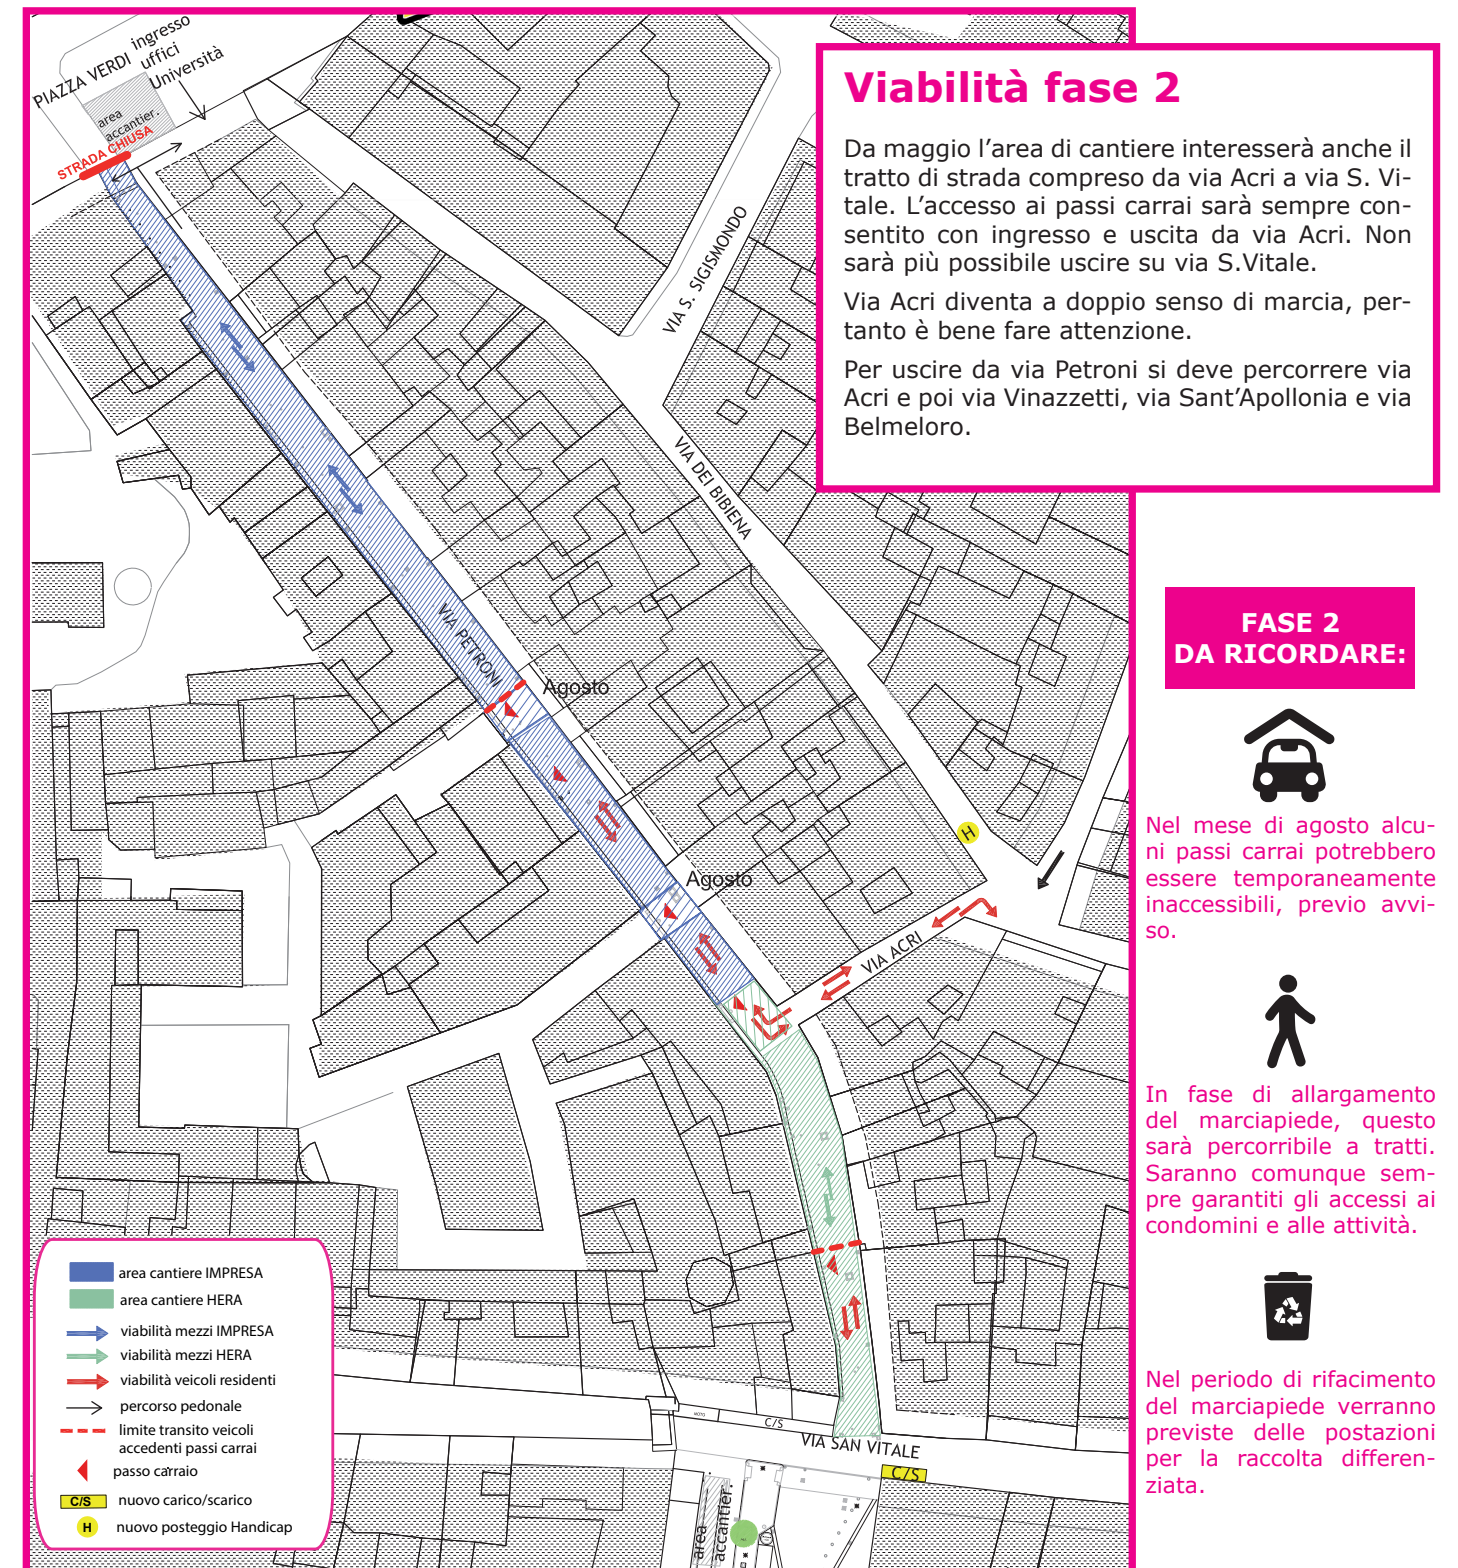 PIAZZA VERDI
ingresso
uffici
Università
area
accantier.
STRADA CHIUSA
VIA S. SIGISMONDO
VIA DEI BIBIENA
VIA PETRONI
Agosto
Agosto
H
VIA ACRI
MOTO
C/S
VIA SAN VITALE
C/S
area
accantier.
Viabilità fase 2
Da maggio l’area di cantiere interesserà anche il
tratto di strada compreso da via Acri a via S. Vi-
tale. L’accesso ai passi carrai sarà sempre con-
sentito con ingresso e uscita da via Acri. Non
sarà più possibile uscire su via S.Vitale.
Via Acri diventa a doppio senso di marcia, per-
tanto è bene fare attenzione.
Per uscire da via Petroni si deve percorrere via
Acri e poi via Vinazzetti, via Sant’Apollonia e via
Belmeloro.
FASE 2
DA RICORDARE:
Nel mese di agosto alcu-
ni passi carrai potrebbero
essere temporaneamente
inaccessibili, previo avvi-
so.
In fase di allargamento
del marciapiede, questo
sarà percorribile a tratti.
Saranno comunque sem-
pre garantiti gli accessi ai
condomini e alle attività.
Nel periodo di rifacimento
del marciapiede verranno
previste delle postazioni
per la raccolta differen-
ziata.
area cantiere IMPRESA
area cantiere HERA
viabilità mezzi IMPRESA
viabilità mezzi HERA
viabilità veicoli residenti
percorso pedonale
limite transito veicoli
accedenti passi carrai
passo carraio
C/S nuovo carico/scarico
H nuovo posteggio Handicap